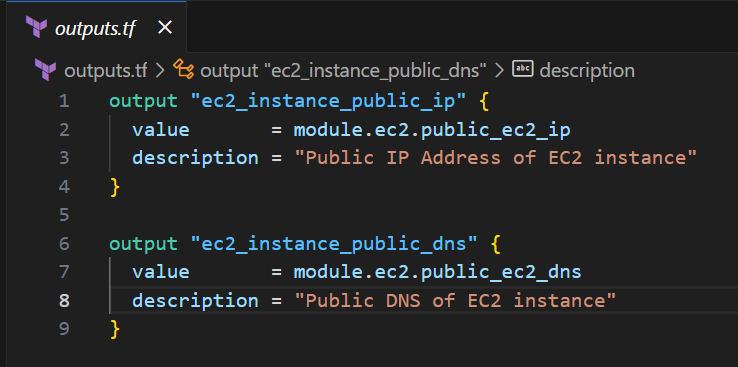 outputs.tf
outputs.tf > output "ec2_instance_public_dns" > abc description
1 output "ec2_instance_public_ip" {
2   value       = module.ec2.public_ec2_ip
3   description = "Public IP Address of EC2 instance"
4 }
5
6 output "ec2_instance_public_dns" {
7   value       = module.ec2.public_ec2_dns
8   description = "Public DNS of EC2 instance"
9 }